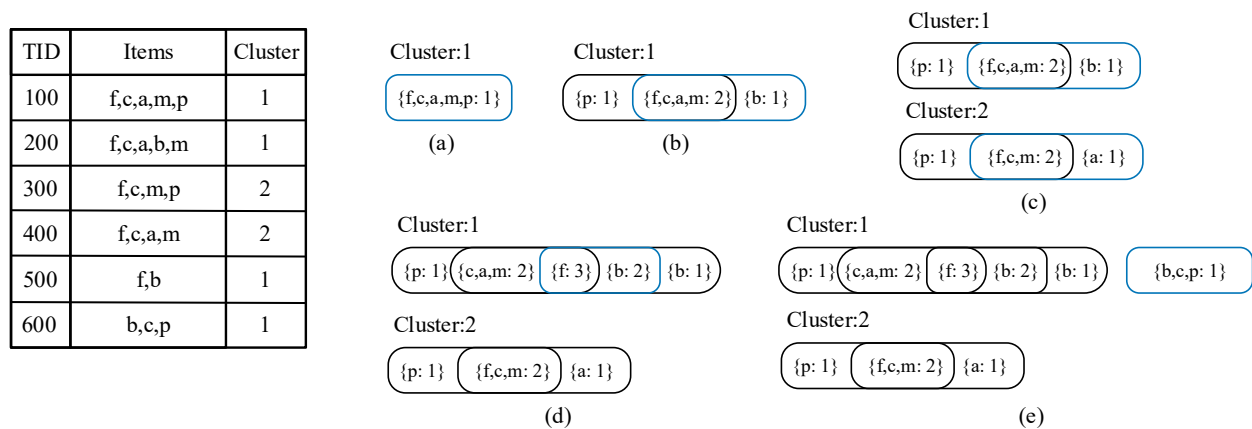 TID Items Cluster
100 f,c,a,m,p 1
200 f,c,a,b,m 1
300 f,c,m,p 2
400 f,c,a,m 2
500 f,b 1
600 b,c,p 1
Cluster:1
{f,c,a,m,p: 1}
(a)
Cluster:1
{p: 1} {f,c,a,m: 2} {b: 1}
(b)
Cluster:1
{p: 1} {f,c,a,m: 2} {b: 1}
Cluster:2
{p: 1} {f,c,m: 2} {a: 1}
(c)
Cluster:1
{p: 1} {c,a,m: 2} {f: 3} {b: 2} {b: 1}
Cluster:2
{p: 1} {f,c,m: 2} {a: 1}
(d)
Cluster:1
{p: 1} {c,a,m: 2} {f: 3} {b: 2} {b: 1} {b,c,p: 1}
Cluster:2
{p: 1} {f,c,m: 2} {a: 1}
(e)